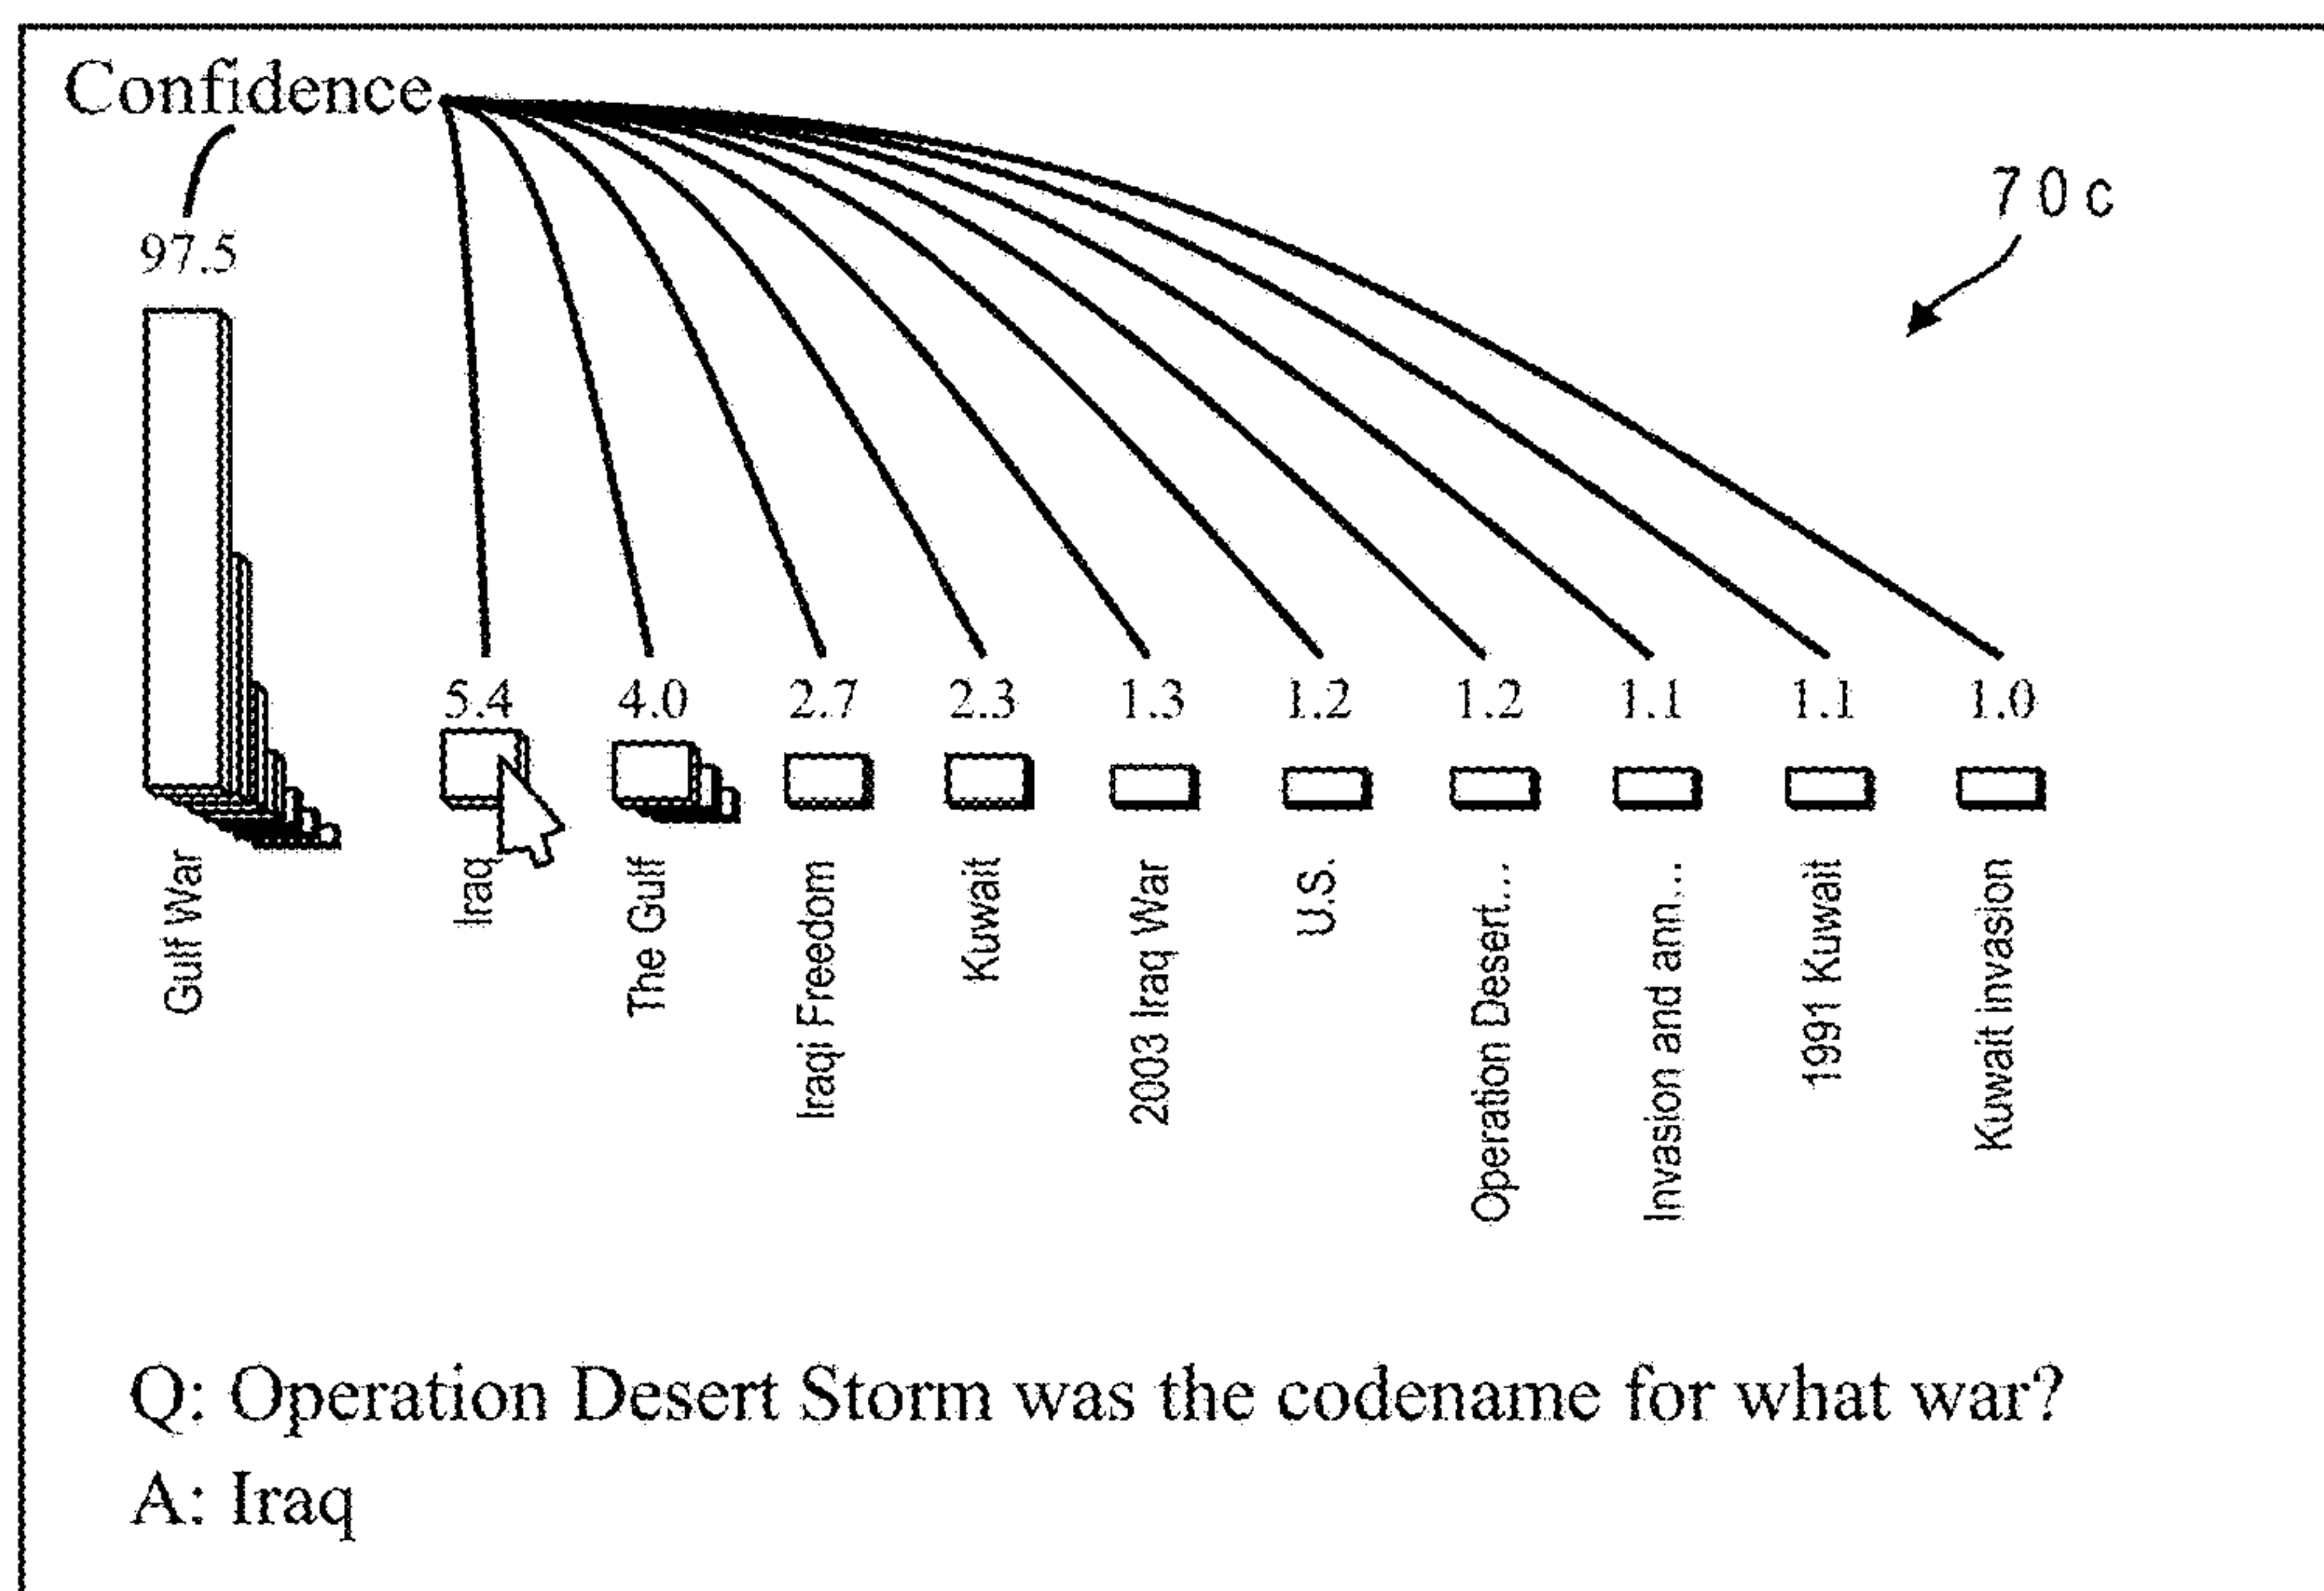 Confidence
70c
97.5
5.4 4.0 2.7 2.3 1.3 1.2 1.2 1.1 1.1 1.0
Gulf War
Iraq
The Gulf
Iraqi Freedom
Kuwait
2003 Iraq War
U.S.
Operation Desert...
Invasion and ann...
1991 Kuwait
Kuwait Invasion
Q: Operation Desert Storm was the codename for what war?
A: Iraq